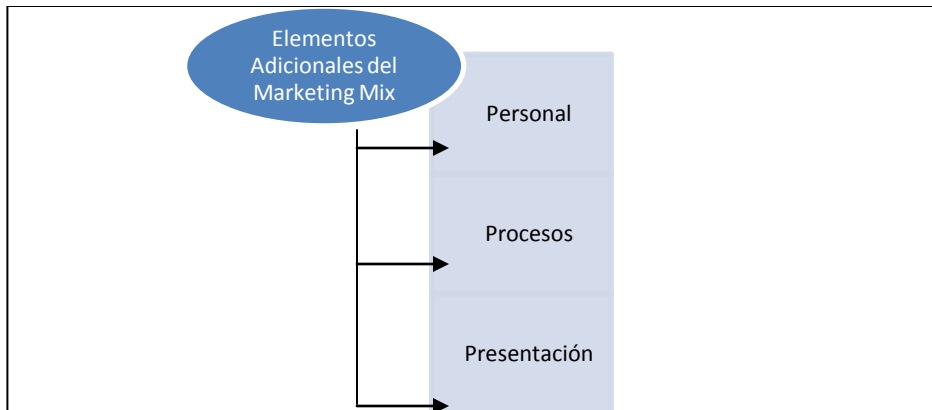 Elementos
Adicionales del
Marketing Mix
Personal
Procesos
Presentación